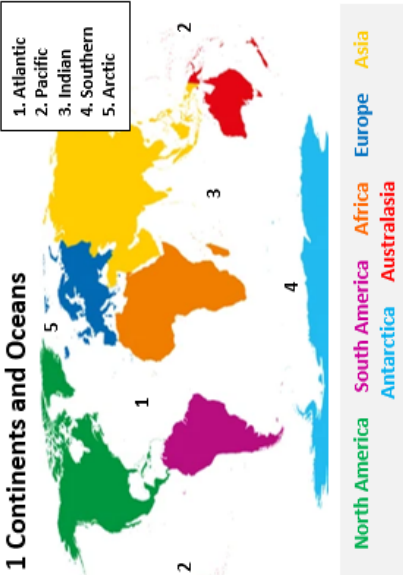 1 Continents and Oceans
1. Atlantic
2. Pacific
3. Indian
4. Southern
5. Arctic
5
2
1
3
2
4
North America South America Africa Europe Asia
Antarctica Australasia